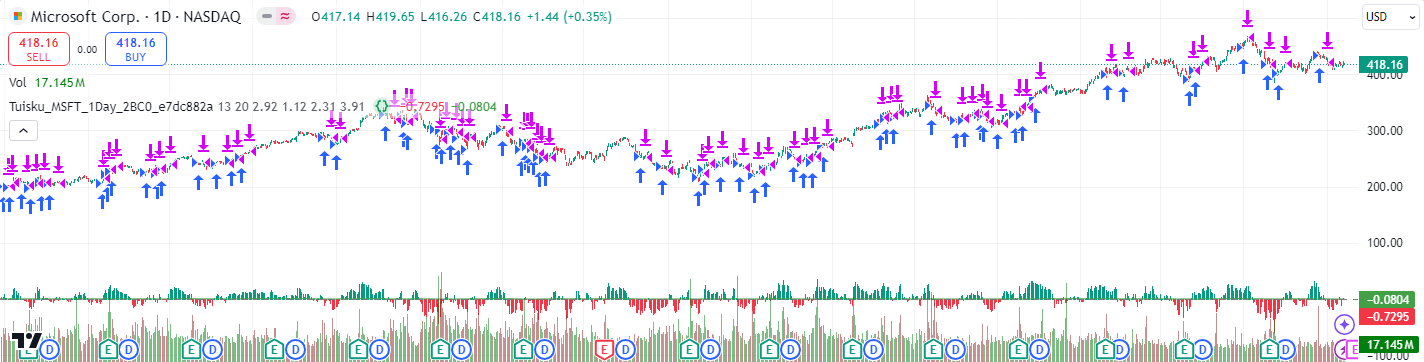 Microsoft Corp. · 1D · NASDAQ
O417.14 H419.65 L416.26 C418.16 +1.44 (+0.35%)
USD
418.16 SELL
0.00
418.16 BUY
Vol 17.145M
Tuisku_MSFT_1Day_2BC0_e7dc882a 13 20 2.92 1.12 2.31 3.91 −0.7295 −0.0804
418.16
400.00
300.00
200.00
100.00
−0.0804
−0.7295
17.145M
−100.00
E D E D E D E D E D E D E D E D E D E D E D E D E D E D E D E D E